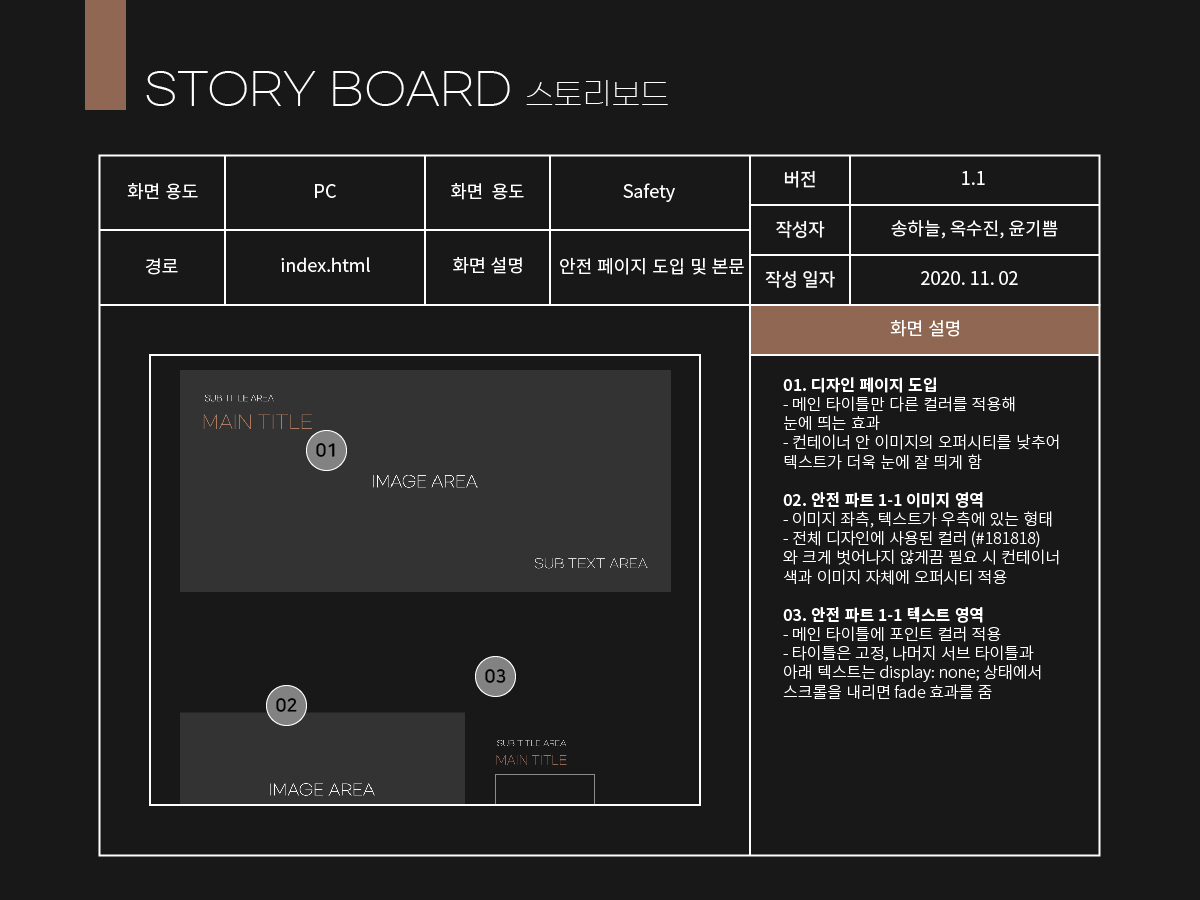 STORY BOARD 스토리보드
화면 용도 PC 화면 용도 Safety 버전 1.1
작성자 송하늘, 옥수진, 윤기쁨
경로 index.html 화면 설명 안전 페이지 도입 및 본문 작성 일자 2020. 11. 02
화면 설명
SUB TITLE AREA
MAIN TITLE
01
IMAGE AREA
SUB TEXT AREA
03
02
SUB TITLE AREA
MAIN TITLE
IMAGE AREA
01. 디자인 페이지 도입
- 메인 타이틀만 다른 컬러를 적용해
눈에 띄는 효과
- 컨테이너 안 이미지의 오퍼시티를 낮추어
텍스트가 더욱 눈에 잘 띄게 함
02. 안전 파트 1-1 이미지 영역
- 이미지 좌측, 텍스트가 우측에 있는 형태
- 전체 디자인에 사용된 컬러 (#181818)
와 크게 벗어나지 않게끔 필요 시 컨테이너
색과 이미지 자체에 오퍼시티 적용
03. 안전 파트 1-1 텍스트 영역
- 메인 타이틀에 포인트 컬러 적용
- 타이틀은 고정, 나머지 서브 타이틀과
아래 텍스트는 display: none; 상태에서
스크롤을 내리면 fade 효과를 줌